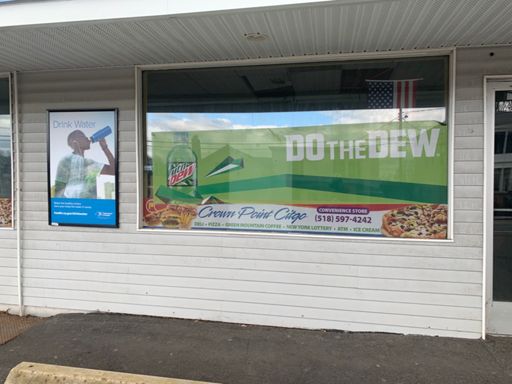 Drink Water
DO THE DEW
MTN
DEW
Crown Point Citgo
CONVENIENCE STORE
(518) 597-4242
DELI • PIZZA • GREEN MOUNTAIN COFFEE • NEW YORK LOTTERY • ATM • ICE CREAM